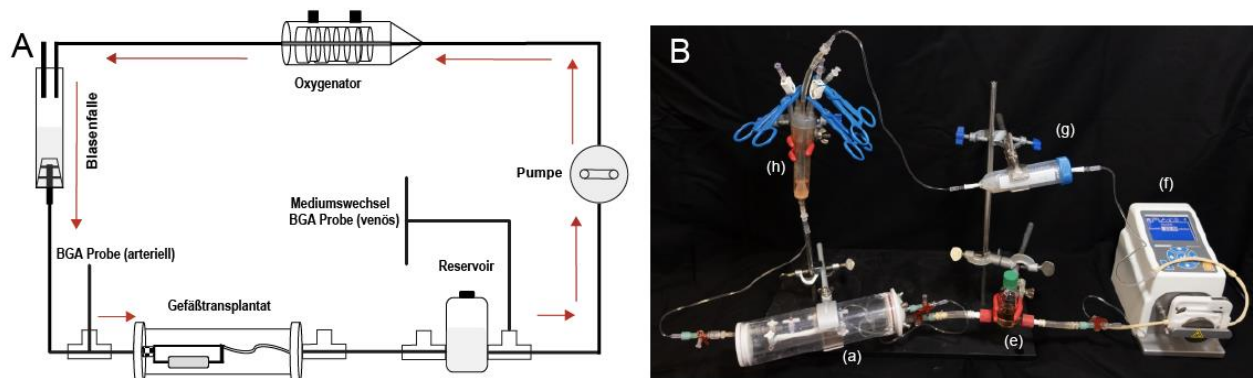 A
Oxygenator
Blasenfalle
Pumpe
Mediumswechsel
BGA Probe (venös)
BGA Probe (arteriell)
Reservoir
Gefäßtransplantat
B
(g)
(h)
(f)
(e)
(a)